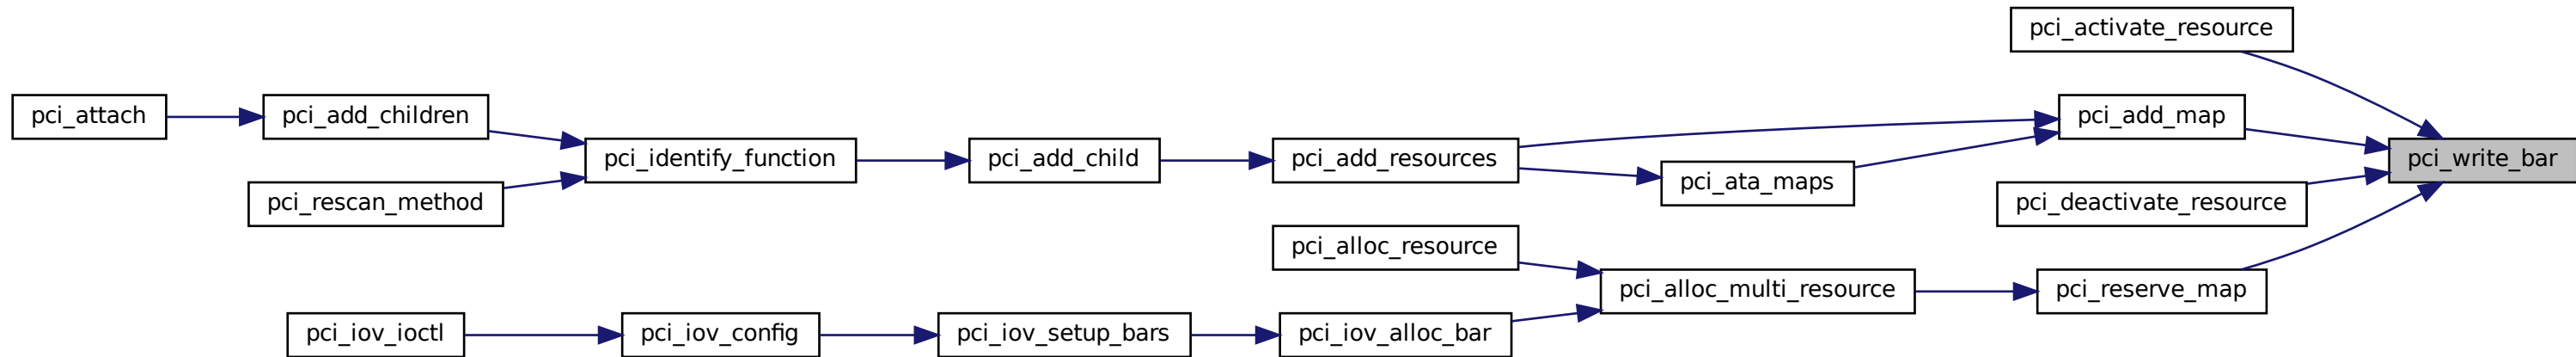 pci_activate_resource
pci_attach
pci_add_children
pci_add_map
pci_identify_function
pci_add_child
pci_add_resources
pci_write_bar
pci_ata_maps
pci_rescan_method
pci_deactivate_resource
pci_alloc_resource
pci_alloc_multi_resource
pci_reserve_map
pci_iov_ioctl
pci_iov_config
pci_iov_setup_bars
pci_iov_alloc_bar